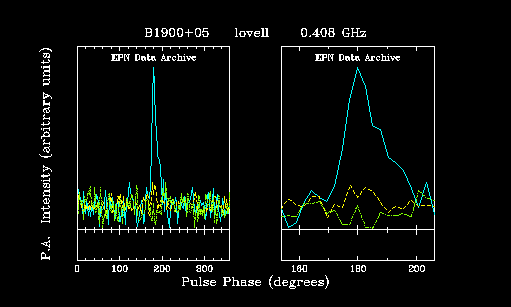 B1900+05 lovell 0.408 GHz
EPN Data Archive EPN Data Archive
P.A. Intensity (arbitrary units)
0 100 200 300 160 180 200
Pulse Phase (degrees)